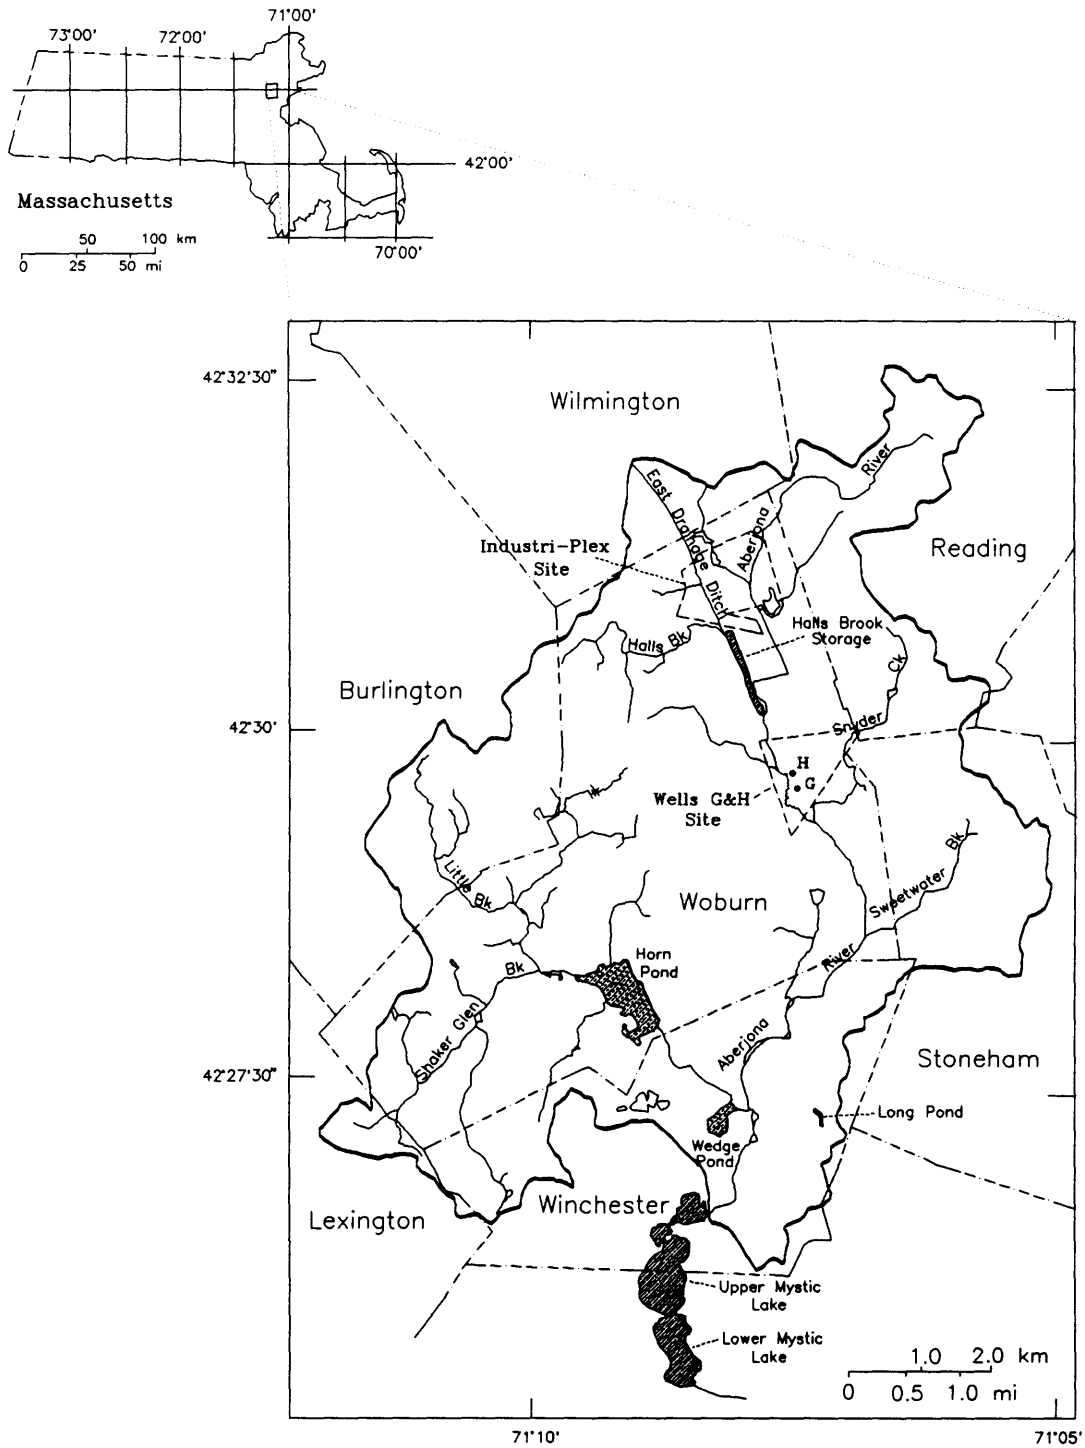 71°00'
73°00'
72°00'
42°00'
Massachusetts
50 100 km
0 25 50 mi
70°00'
42°32'30"
Wilmington
River
East Drainage Ditch
Aberjona
Industri-Plex
Site
Reading
Halls Brook
Storage
Halls Bk
Ck
Burlington
42°30'
Snyder
H
G
Wells G&H
Site
Bk
Little Bk
Sweetwater
Woburn
Horn
Pond
River
Bk
Shaker Glen
Aberjona
Stoneham
42°27'30"
Long Pond
Wedge
Pond
Winchester
Lexington
Upper Mystic
Lake
Lower Mystic
Lake
1.0 2.0 km
0 0.5 1.0 mi
71°10'
71°05'